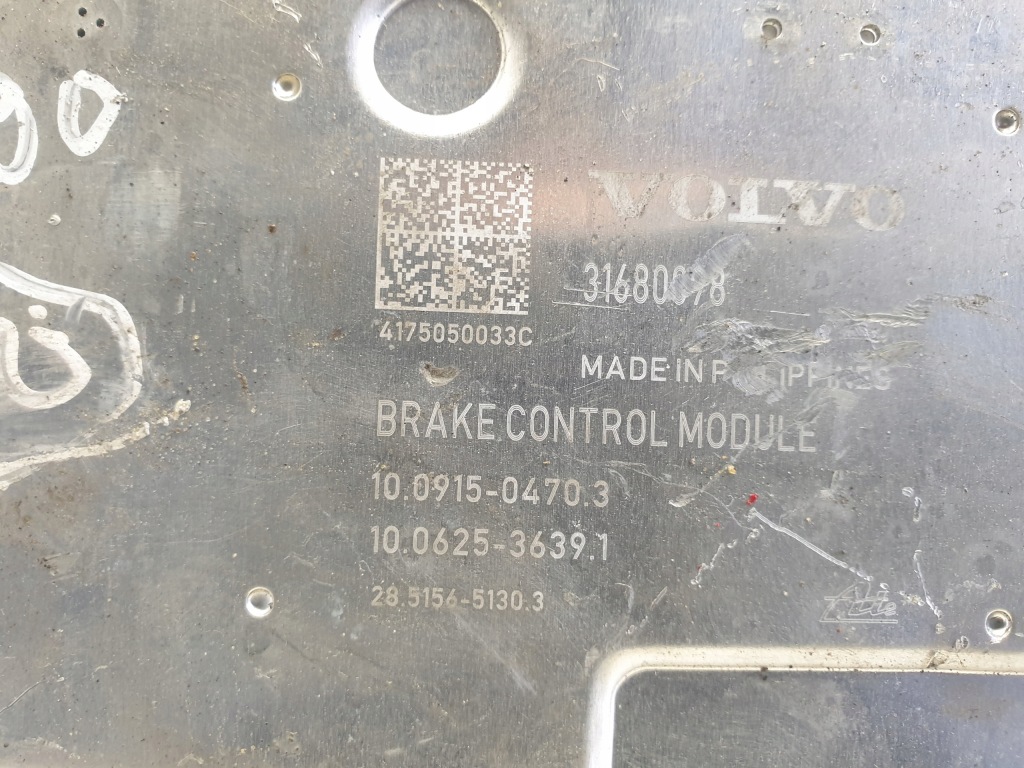 VOLVO
4175050033C
MADE IN
BRAKE CONTROL MODULE
10.0915-0470.3
10.0625-3639.1
28.5156-5130.3